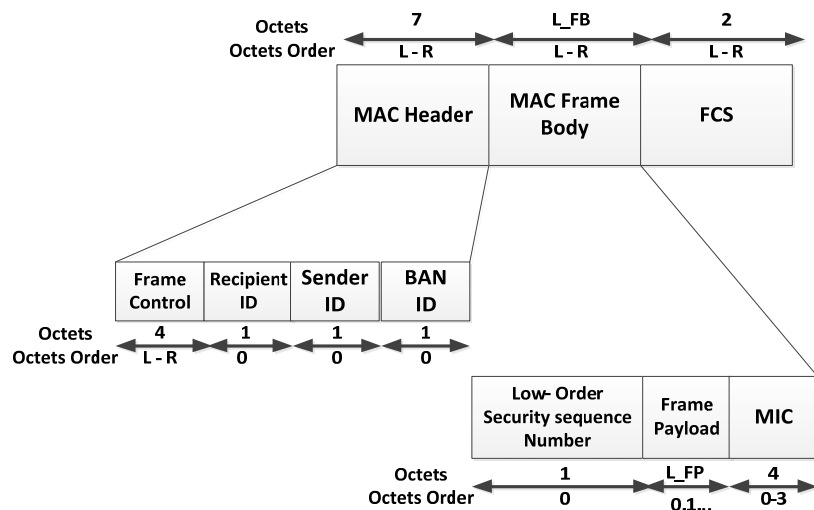 Octets 7 L_FB 2
Octets Order L - R L - R L - R
MAC Header MAC Frame Body FCS
Frame Control Recipient ID Sender ID BAN ID
Octets 4 1 1 1
Octets Order L - R 0 0 0
Low- Order Security sequence Number Frame Payload MIC
Octets 1 L_FP 4
Octets Order 0 0,1... 0-3